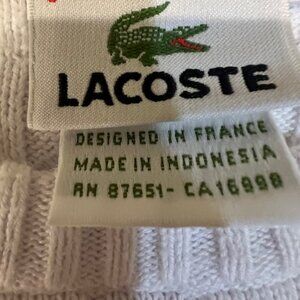 LACOSTE
DESIGNED IN FRANCE
MADE IN INDONESIA
RN 87651- CA16998